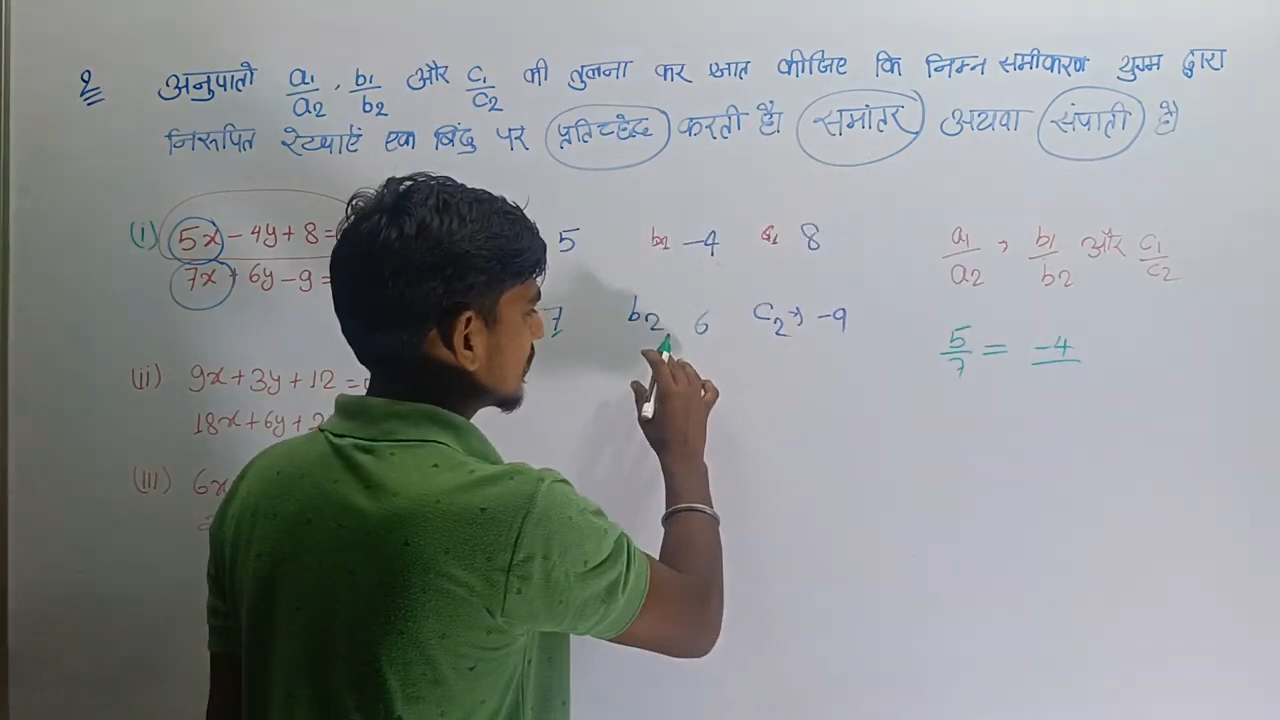 2 अनुपातो a₁/a₂, b₁/b₂ और c₁/c₂ की तुलना कर ज्ञात कीजिए कि निम्न समीकरण युग्म द्वारा
निरूपित रेखाएं एक बिंदु पर प्रतिच्छेद करती है। समांतर अथवा संपाती है
(i) 5x - 4y + 8 =
7x + 6y - 9 =
5 b₂ -4 8
7 b₂ 6 c₂→ -9
a₁/a₂, b₁/b₂ और c₁/c₂
5/7 = -4/
(ii) 9x + 3y + 12 =
18x + 6y + 2
(iii) 6x